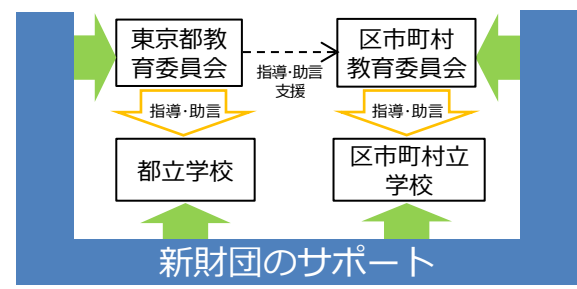 東京都教
育委員会
区市町村
教育委員会
指導・助言
支援
指導・助言
指導・助言
都立学校
区市町村立
学校
新財団のサポート